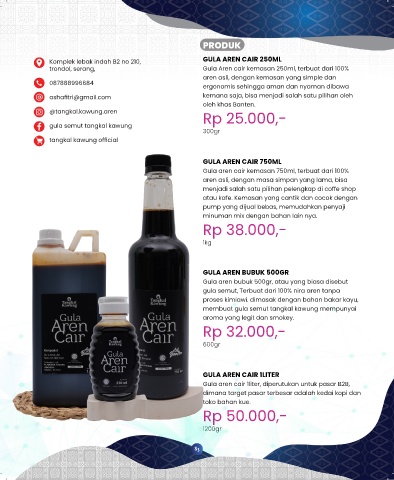 Komplek lebak indah B2 no 210,
trondol, serang,
087888996684
ashafitri@gmail.com
@tangkal.kawung.aren
gula semut tangkal kawung
tangkal kawung official
PRODUK
GULA AREN CAIR 250ML
Gula Aren cair kemasan 250ml, terbuat dari 100%
aren asli, dengan kemasan yang simple dan
ergonomis sehingga aman dan nyaman dibawa
kemana saja, bisa menjadi salah satu pilihan oleh
oleh khas Banten.
Rp 25.000,-
300gr
GULA AREN CAIR 750ML
Gula aren cair kemasan 750ml, terbuat dari 100%
aren asli, dengan masa simpan yang lama, bisa
menjadi salah satu pilihan pelengkap di coffe shop
atau kafe. Kemasan yang cantik dan cocok dengan
pump yang dijual bebas, memudahkan penyaji
minuman mix dengan bahan lain nya.
Rp 38.000,-
1kg
GULA AREN BUBUK 500GR
Gula aren bubuk 500gr, atau yang biasa disebut
gula semut, Terbuat dari 100% nira aren tanpa
proses kimiawi, dimasak dengan bahan bakar kayu,
membuat gula semut tangkal kawung mempunyai
aroma yang legit dan smokey.
Rp 32.000,-
600gr
GULA AREN CAIR 1LITER
Gula aren cair 1liter, diperutukan untuk pasar B2B,
dimana target pasar terbesar adalah kedai kopi dan
toko bahan kue.
Rp 50.000,-
1200gr
Tangkal
Kawung
Gula
Aren
Cair
Tangkal
Kawung
Gula
Aren
Cair
Gula
Aren
Cair